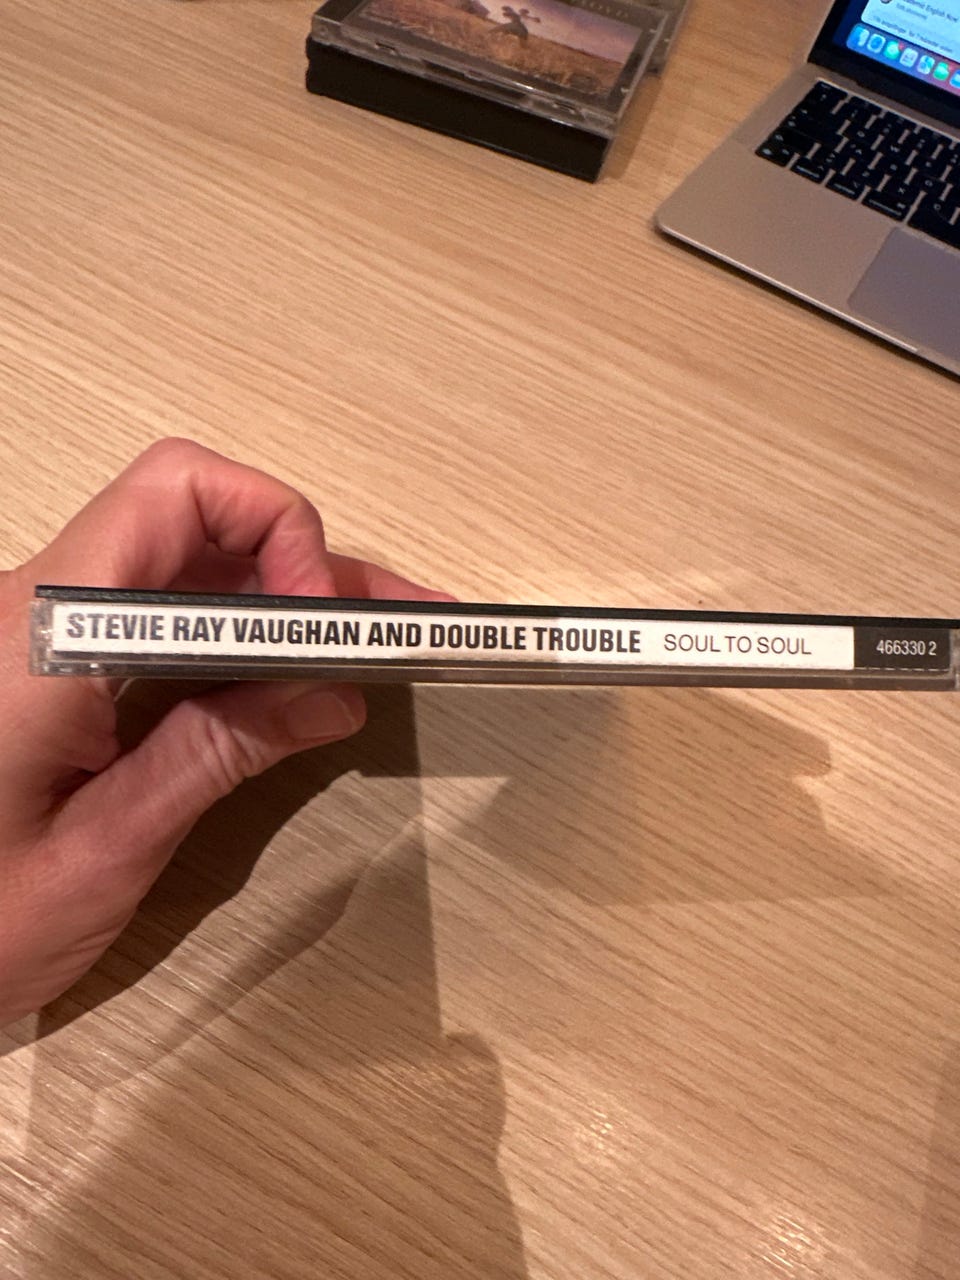 STEVIE RAY VAUGHAN AND DOUBLE TROUBLE SOUL TO SOUL 466330 2